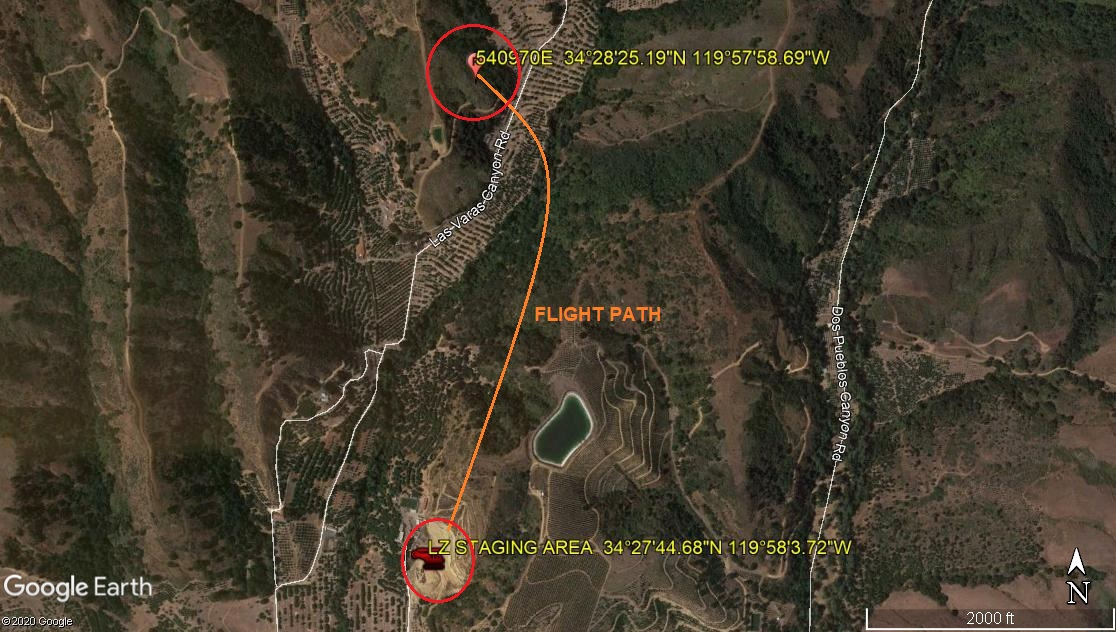 540970E 34°28'25.19"N 119°57'58.69"W
Las-Varas-Canyon-Rd
FLIGHT PATH
Dos-Pueblos-Canyon-Rd
LZ STAGING AREA 34°27'44.68"N 119°58'3.72"W
Google Earth
©2020 Google
N
2000 ft